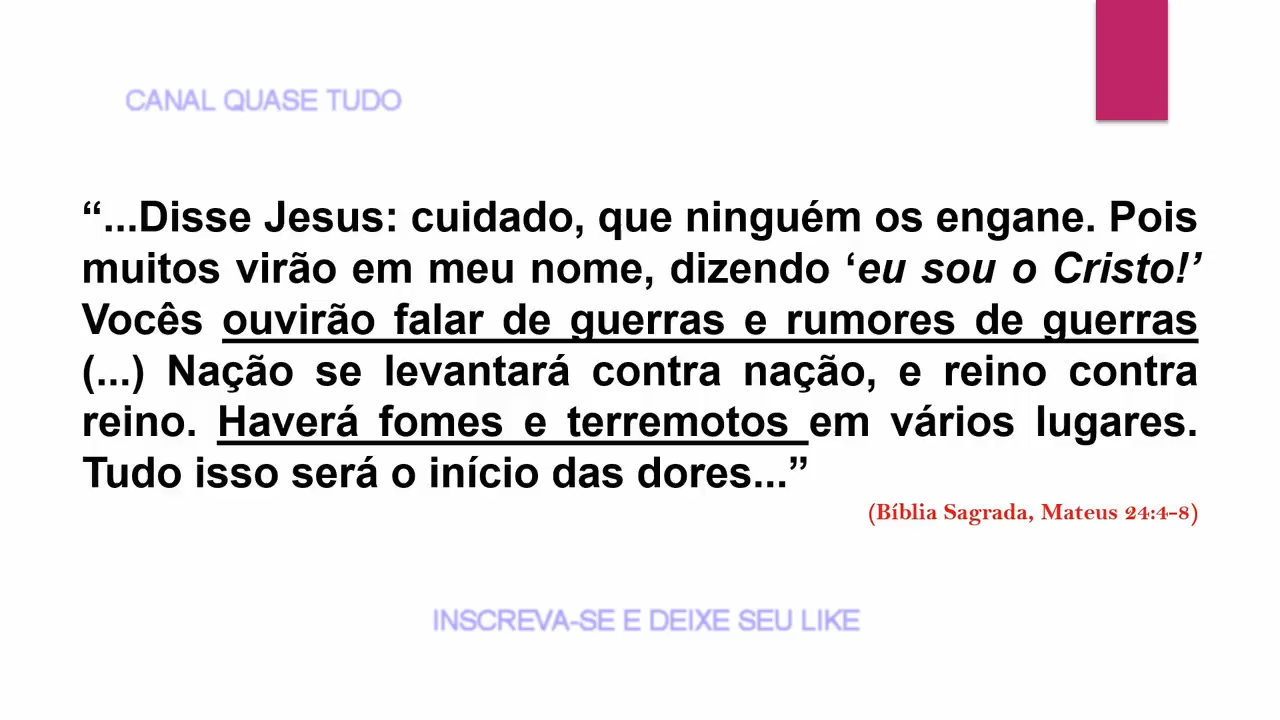 CANAL QUASE TUDO
“...Disse Jesus: cuidado, que ninguém os engane. Pois
muitos virão em meu nome, dizendo ‘eu sou o Cristo!’
Vocês ouvirão falar de guerras e rumores de guerras
(...) Nação se levantará contra nação, e reino contra
reino. Haverá fomes e terremotos em vários lugares.
Tudo isso será o início das dores...”
(Bíblia Sagrada, Mateus 24:4-8)
INSCREVA-SE E DEIXE SEU LIKE